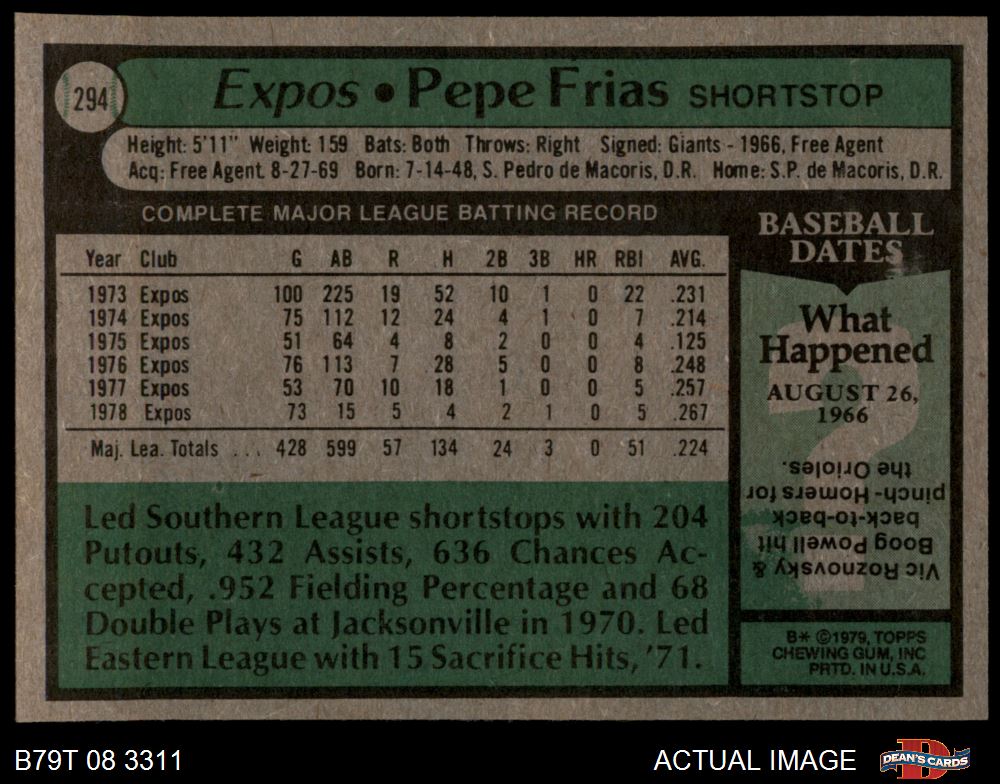 294
Expos • Pepe Frias SHORTSTOP
Height: 5'11" Weight: 159 Bats: Both Throws: Right Signed: Giants - 1966, Free Agent
Acq: Free Agent 8-27-69 Born: 7-14-48, S. Pedro de Macoris, D.R. Home: S.P. de Macoris, D.R.
COMPLETE MAJOR LEAGUE BATTING RECORD
Year Club G AB R H 2B 3B HR RBI AVG.
1973 Expos 100 225 19 52 10 1 0 22 .231
1974 Expos 75 112 12 24 4 1 0 7 .214
1975 Expos 51 64 4 8 2 0 0 4 .125
1976 Expos 76 113 7 28 5 0 0 8 .248
1977 Expos 53 70 10 18 1 0 0 5 .257
1978 Expos 73 15 5 4 2 1 0 5 .267
Maj. Lea. Totals . . . 428 599 57 134 24 3 0 51 .224
Led Southern League shortstops with 204
Putouts, 432 Assists, 636 Chances Ac-
cepted, .952 Fielding Percentage and 68
Double Plays at Jacksonville in 1970. Led
Eastern League with 15 Sacrifice Hits, '71.
BASEBALL
DATES
What
Happened
AUGUST 26,
1966
Vic Roznovsky &
Boog Powell hit
back-to-back
pinch-Homers for
the Orioles.
B* ©1979, TOPPS
CHEWING GUM, INC
PRTD. IN U.S.A.
B79T 08 3311
ACTUAL IMAGE
DEAN'S CARDS